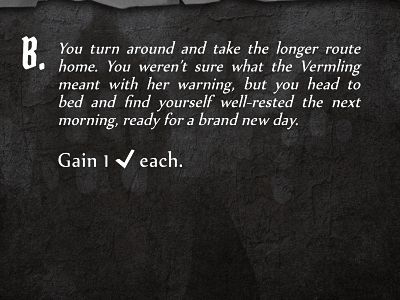 B. You turn around and take the longer route
home. You weren't sure what the Vermling
meant with her warning, but you head to
bed and find yourself well-rested the next
morning, ready for a brand new day.
Gain 1 ✓ each.